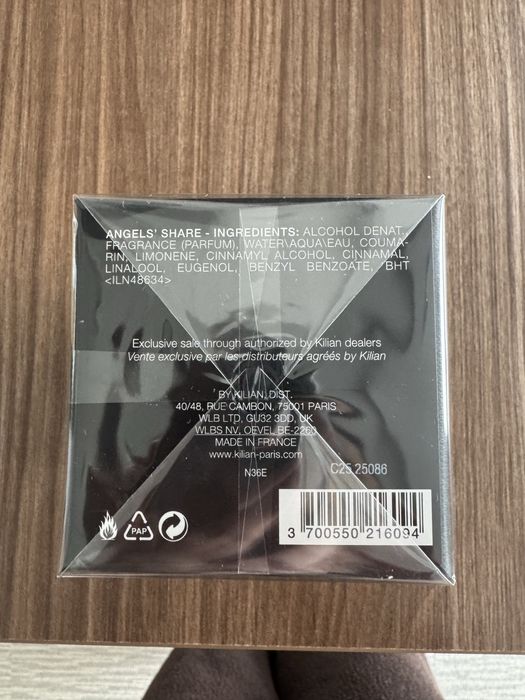 ANGELS' SHARE - INGREDIENTS: ALCOHOL DENAT.,
FRAGRANCE (PARFUM), WATER\AQUA\EAU, COUMA-
RIN, LIMONENE, CINNAMYL ALCOHOL, CINNAMAL,
LINALOOL, EUGENOL, BENZYL BENZOATE, BHT
<ILN48634>
Exclusive sale through authorized by Kilian dealers
Vente exclusive par les distributeurs agréés by Kilian
BY KILIAN, DIST.
40/48, RUE CAMBON, 75001 PARIS
WLB LTD, GU32 3DD, UK
WLBS NV, OEVEL BE-2260
MADE IN FRANCE
www.kilian-paris.com
N36E
C25 25086
PAP
3 700550 216094